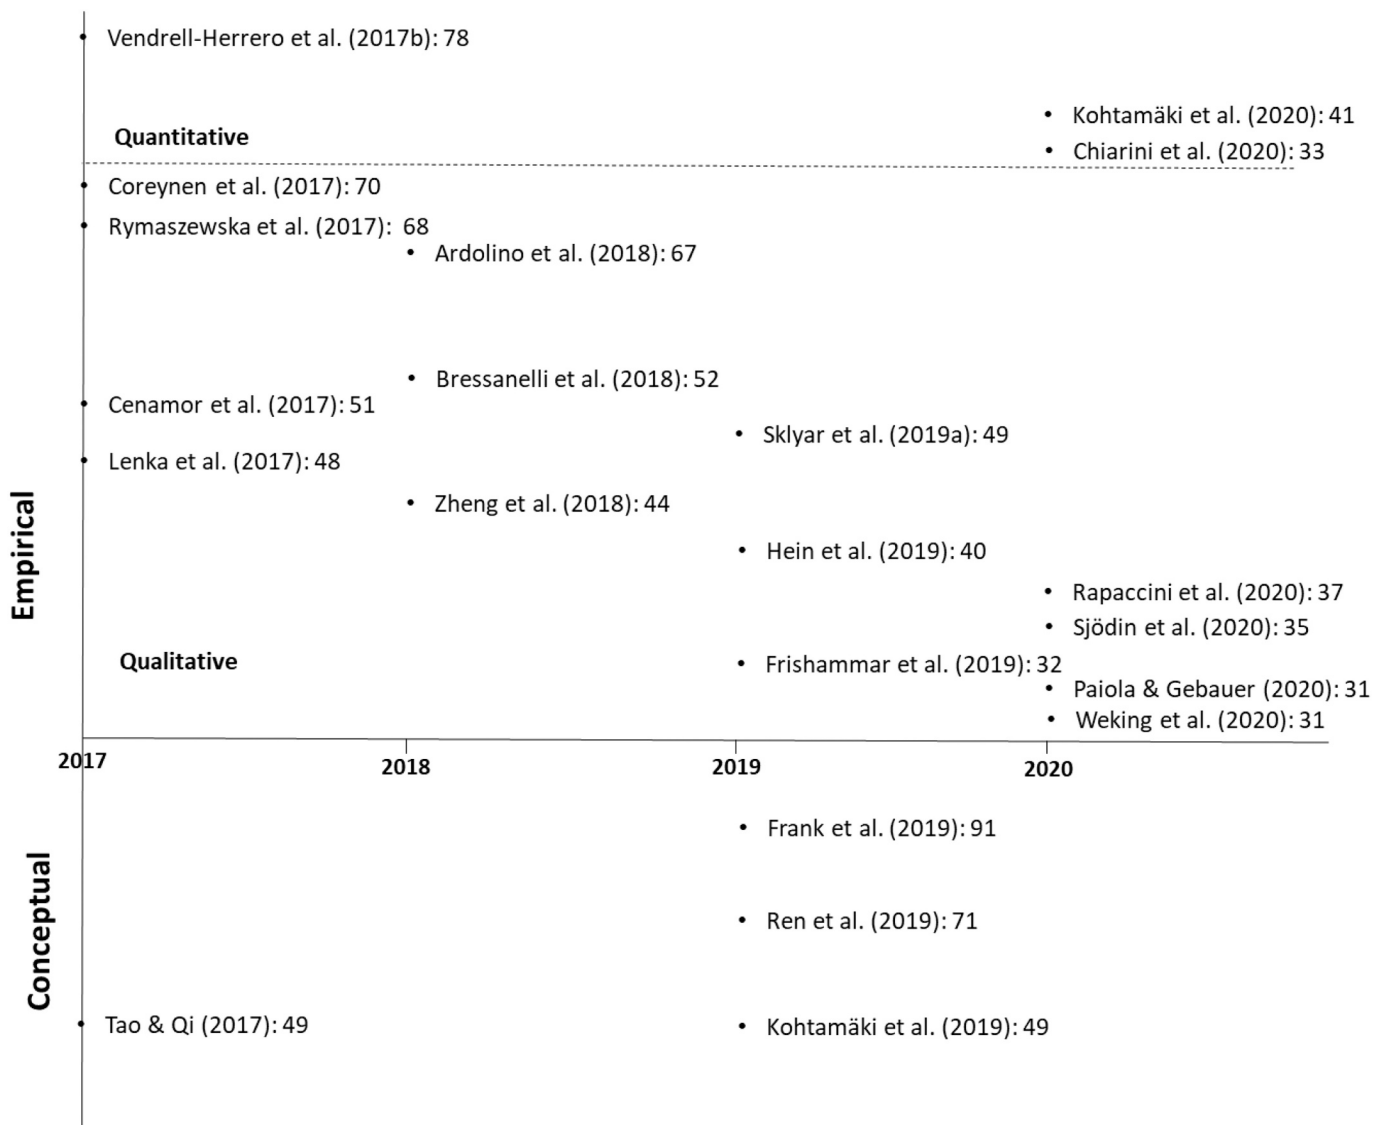 Vendrell-Herrero et al. (2017b): 78
Kohtamäki et al. (2020): 41
Quantitative
Chiarini et al. (2020): 33
Coreynen et al. (2017): 70
Rymaszewska et al. (2017): 68
Ardolino et al. (2018): 67
Bressanelli et al. (2018): 52
Cenamor et al. (2017): 51
Sklyar et al. (2019a): 49
Lenka et al. (2017): 48
Zheng et al. (2018): 44
Empirical
Hein et al. (2019): 40
Rapaccini et al. (2020): 37
Sjödin et al. (2020): 35
Qualitative
Frishammar et al. (2019): 32
Paiola & Gebauer (2020): 31
Weking et al. (2020): 31
2017
2018
2019
2020
Conceptual
Frank et al. (2019): 91
Ren et al. (2019): 71
Tao & Qi (2017): 49
Kohtamäki et al. (2019): 49